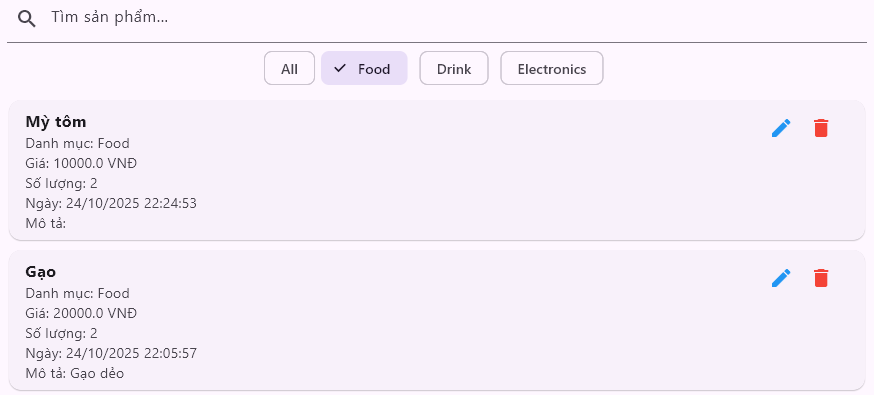 Tìm sản phẩm...
All Food Drink Electronics
Mỳ tôm
Danh mục: Food
Giá: 10000.0 VNĐ
Số lượng: 2
Ngày: 24/10/2025 22:24:53
Mô tả:
Gạo
Danh mục: Food
Giá: 20000.0 VNĐ
Số lượng: 2
Ngày: 24/10/2025 22:05:57
Mô tả: Gạo dẻo